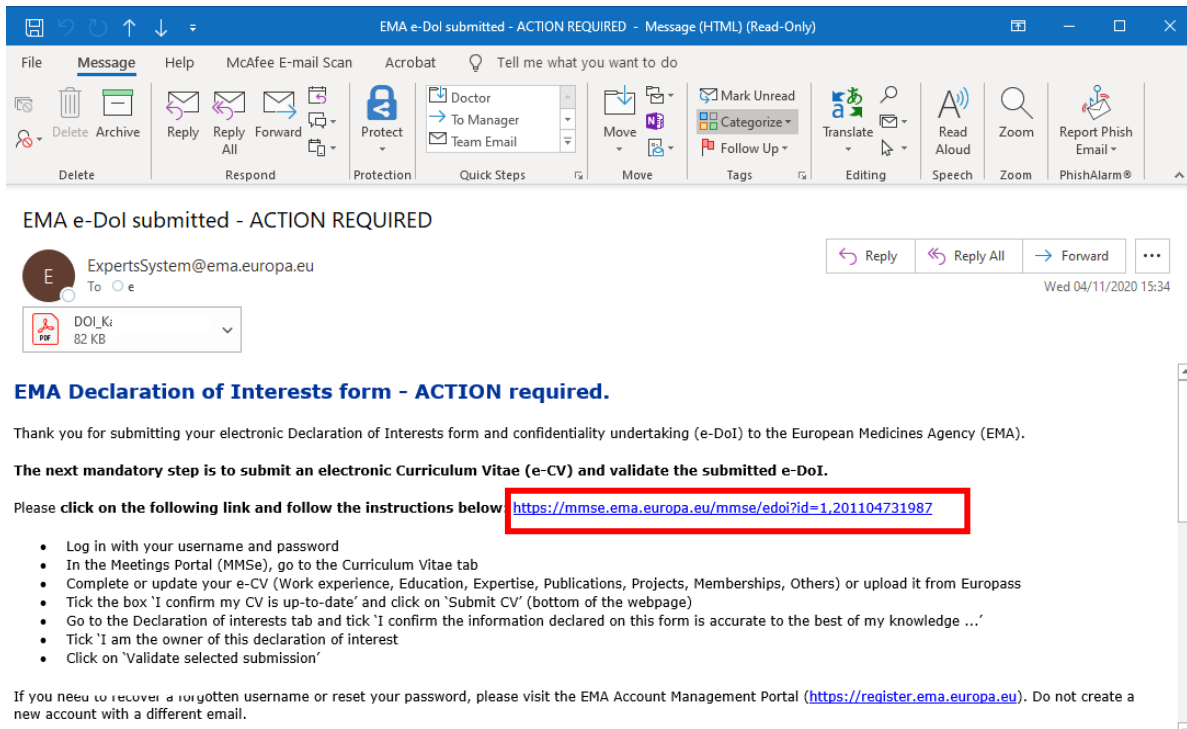 EMA e-DoI submitted - ACTION REQUIRED - Message (HTML) (Read-Only)
File Message Help McAfee E-mail Scan Acrobat Tell me what you want to do
Delete Archive Reply Reply All Forward Protect Doctor To Manager Team Email Move Mark Unread Categorize Follow Up Translate Read Aloud Zoom Report Phish Email
Delete Respond Protection Quick Steps Move Tags Editing Speech Zoom PhishAlarm®
EMA e-DoI submitted - ACTION REQUIRED
E
ExpertsSystem@ema.europa.eu
To e
Reply Reply All Forward
Wed 04/11/2020 15:34
PDF
DOI_Ka
82 KB
EMA Declaration of Interests form - ACTION required.
Thank you for submitting your electronic Declaration of Interests form and confidentiality undertaking (e-DoI) to the European Medicines Agency (EMA).
The next mandatory step is to submit an electronic Curriculum Vitae (e-CV) and validate the submitted e-DoI.
Please click on the following link and follow the instructions below: https://mmse.ema.europa.eu/mmse/edoi?id=1,201104731987
• Log in with your username and password
• In the Meetings Portal (MMSe), go to the Curriculum Vitae tab
• Complete or update your e-CV (Work experience, Education, Expertise, Publications, Projects, Memberships, Others) or upload it from Europass
• Tick the box `I confirm my CV is up-to-date´ and click on `Submit CV´ (bottom of the webpage)
• Go to the Declaration of interests tab and tick `I confirm the information declared on this form is accurate to the best of my knowledge ...´
• Tick `I am the owner of this declaration of interest
• Click on `Validate selected submission´
If you need to recover a forgotten username or reset your password, please visit the EMA Account Management Portal (https://register.ema.europa.eu). Do not create a
new account with a different email.